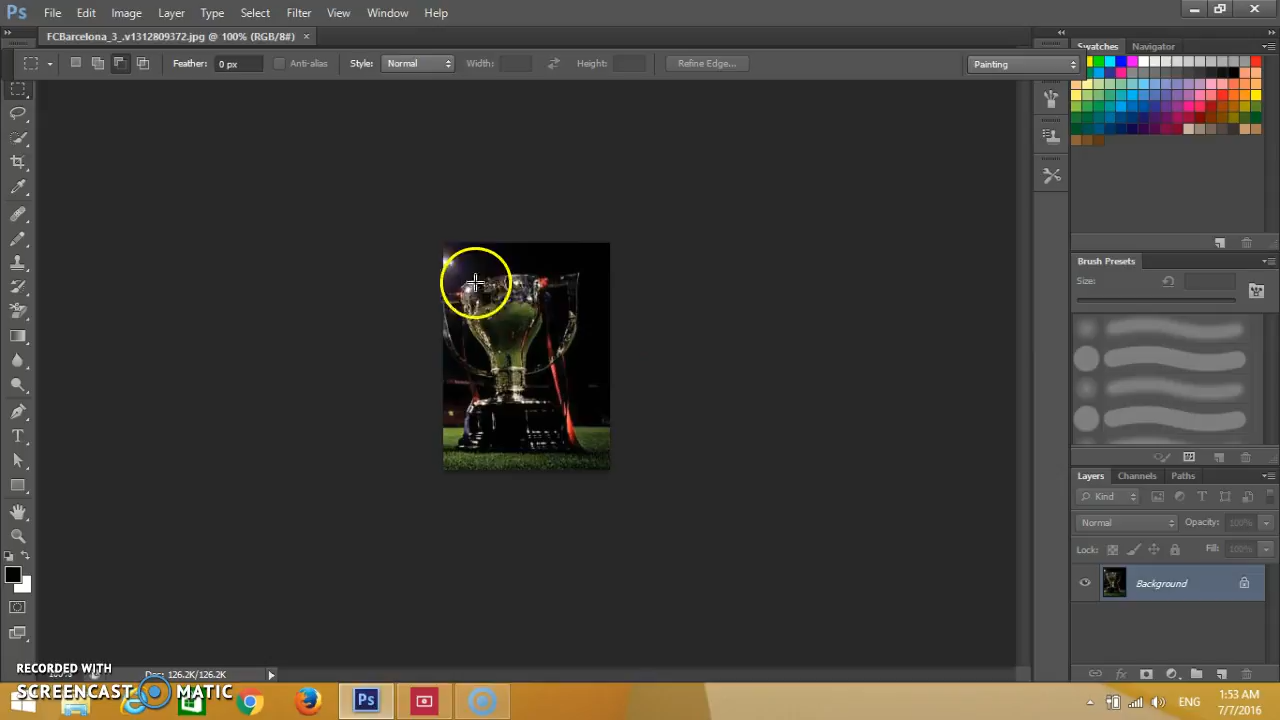 Ps File Edit Image Layer Type Select Filter View Window Help
FCBarcelona_3_.v1312809372.jpg @ 100% (RGB/8#) ×
Swatches Navigator
Feather: 0 px Anti-alias Style: Normal Width: Height: Refine Edge... Painting
Brush Presets
Size:
Layers Channels Paths
Kind
Normal Opacity: 100%
Lock: Fill: 100%
Background
Doc: 126.2K/126.2K
RECORDED WITH
SCREENCAST MATIC
Ps
ENG
1:53 AM
7/7/2016